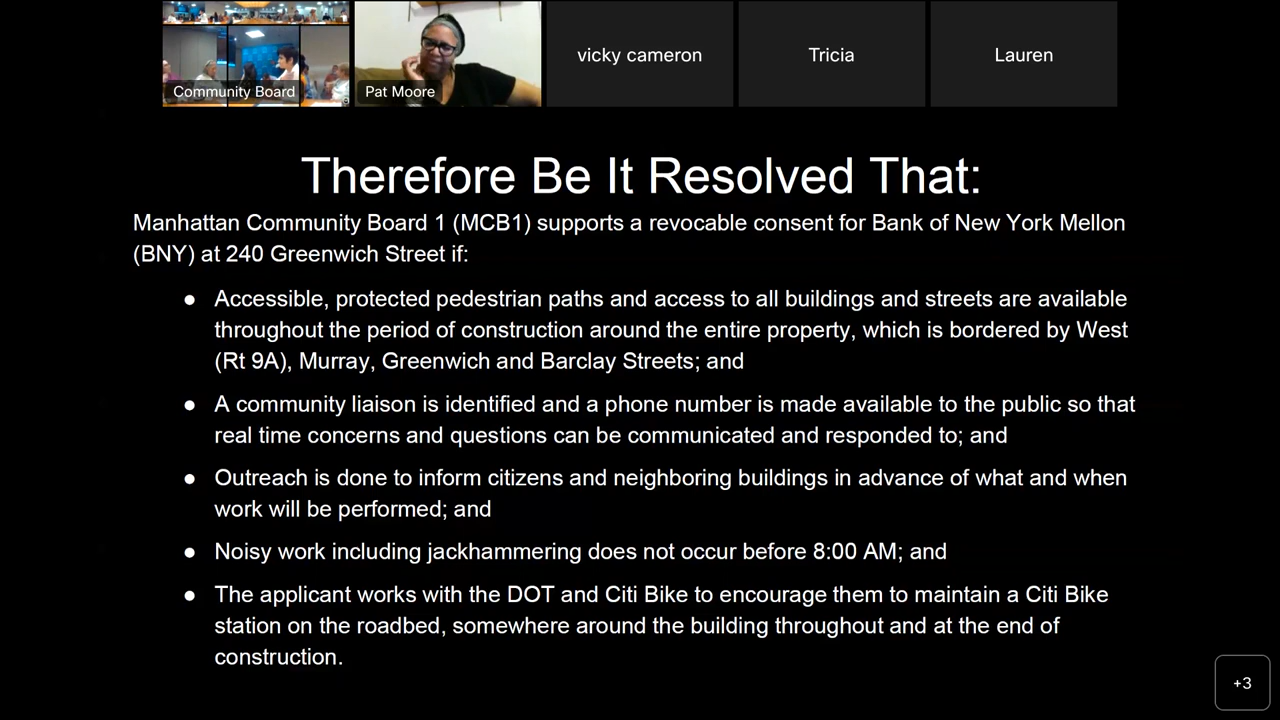 Community Board
Pat Moore
vicky cameron
Tricia
Lauren
Therefore Be It Resolved That:
Manhattan Community Board 1 (MCB1) supports a revocable consent for Bank of New York Mellon
(BNY) at 240 Greenwich Street if:
● Accessible, protected pedestrian paths and access to all buildings and streets are available
throughout the period of construction around the entire property, which is bordered by West
(Rt 9A), Murray, Greenwich and Barclay Streets; and
● A community liaison is identified and a phone number is made available to the public so that
real time concerns and questions can be communicated and responded to; and
● Outreach is done to inform citizens and neighboring buildings in advance of what and when
work will be performed; and
● Noisy work including jackhammering does not occur before 8:00 AM; and
● The applicant works with the DOT and Citi Bike to encourage them to maintain a Citi Bike
station on the roadbed, somewhere around the building throughout and at the end of
construction.
+3